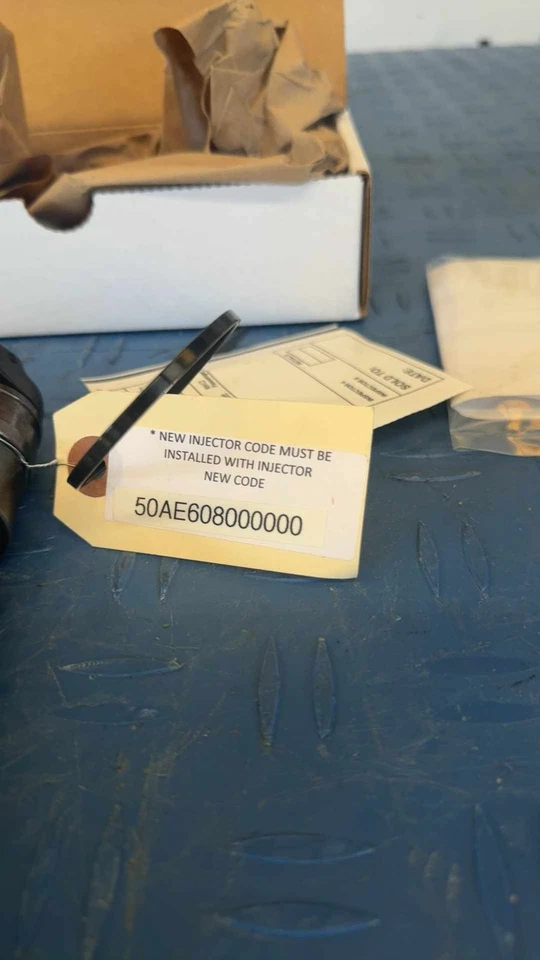 * NEW INJECTOR CODE MUST BE
INSTALLED WITH INJECTOR
NEW CODE
50AE608000000
DATE:
SOLD TO: